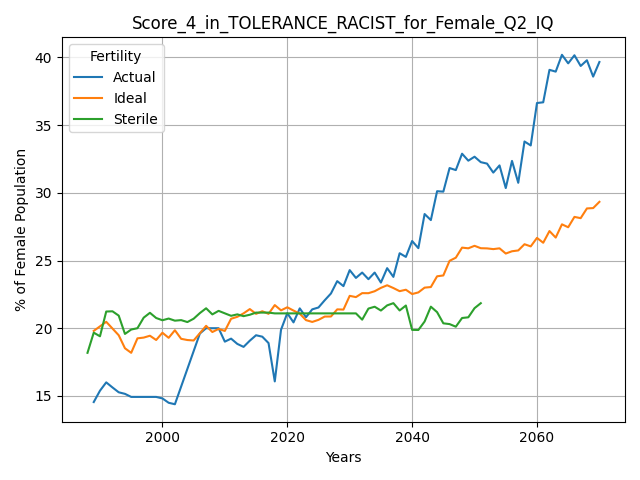 Score_4_in_TOLERANCE_RACIST_for_Female_Q2_IQ
Fertility
Actual
Ideal
Sterile
% of Female Population
40
35
30
25
20
15
2000
2020
2040
2060
Years